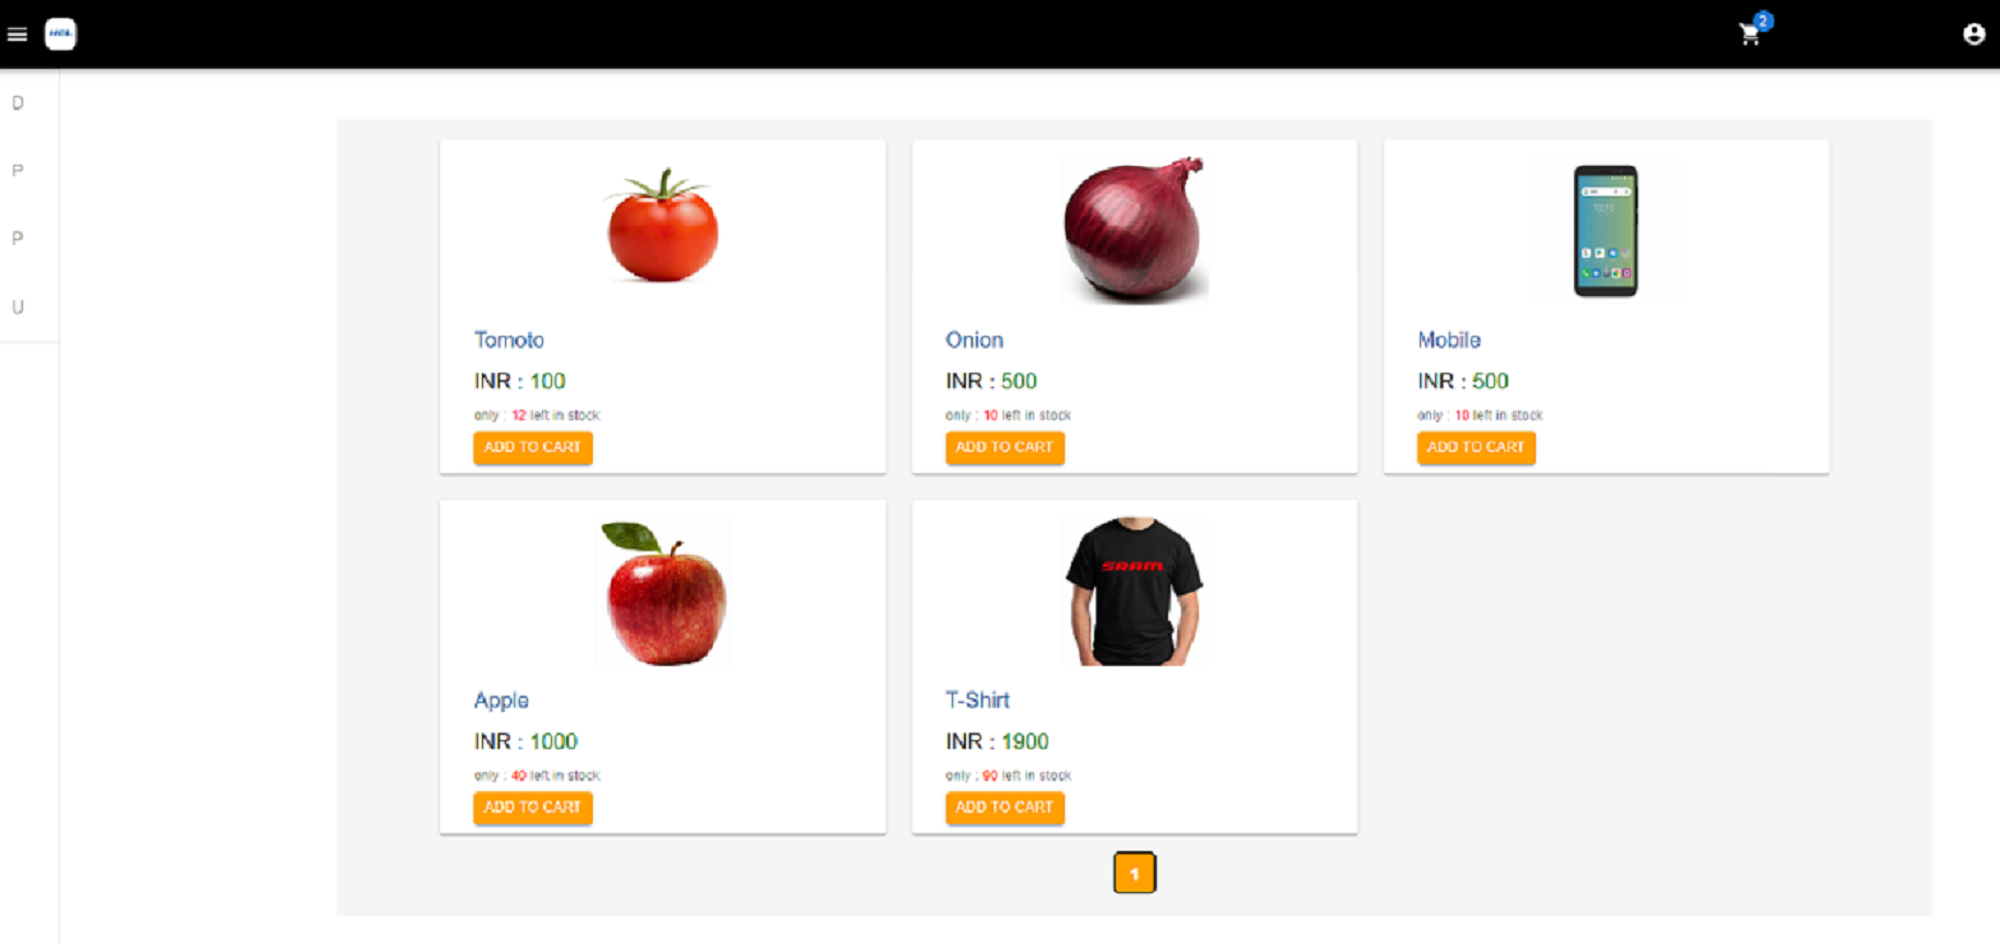 2
D
P
P
U
Tomoto
INR : 100
only : 12 left in stock
ADD TO CART
Onion
INR : 500
only : 10 left in stock
ADD TO CART
Mobile
INR : 500
only : 10 left in stock
ADD TO CART
Apple
INR : 1000
only : 40 left in stock
ADD TO CART
SRAM
T-Shirt
INR : 1900
only : 90 left in stock
ADD TO CART
1